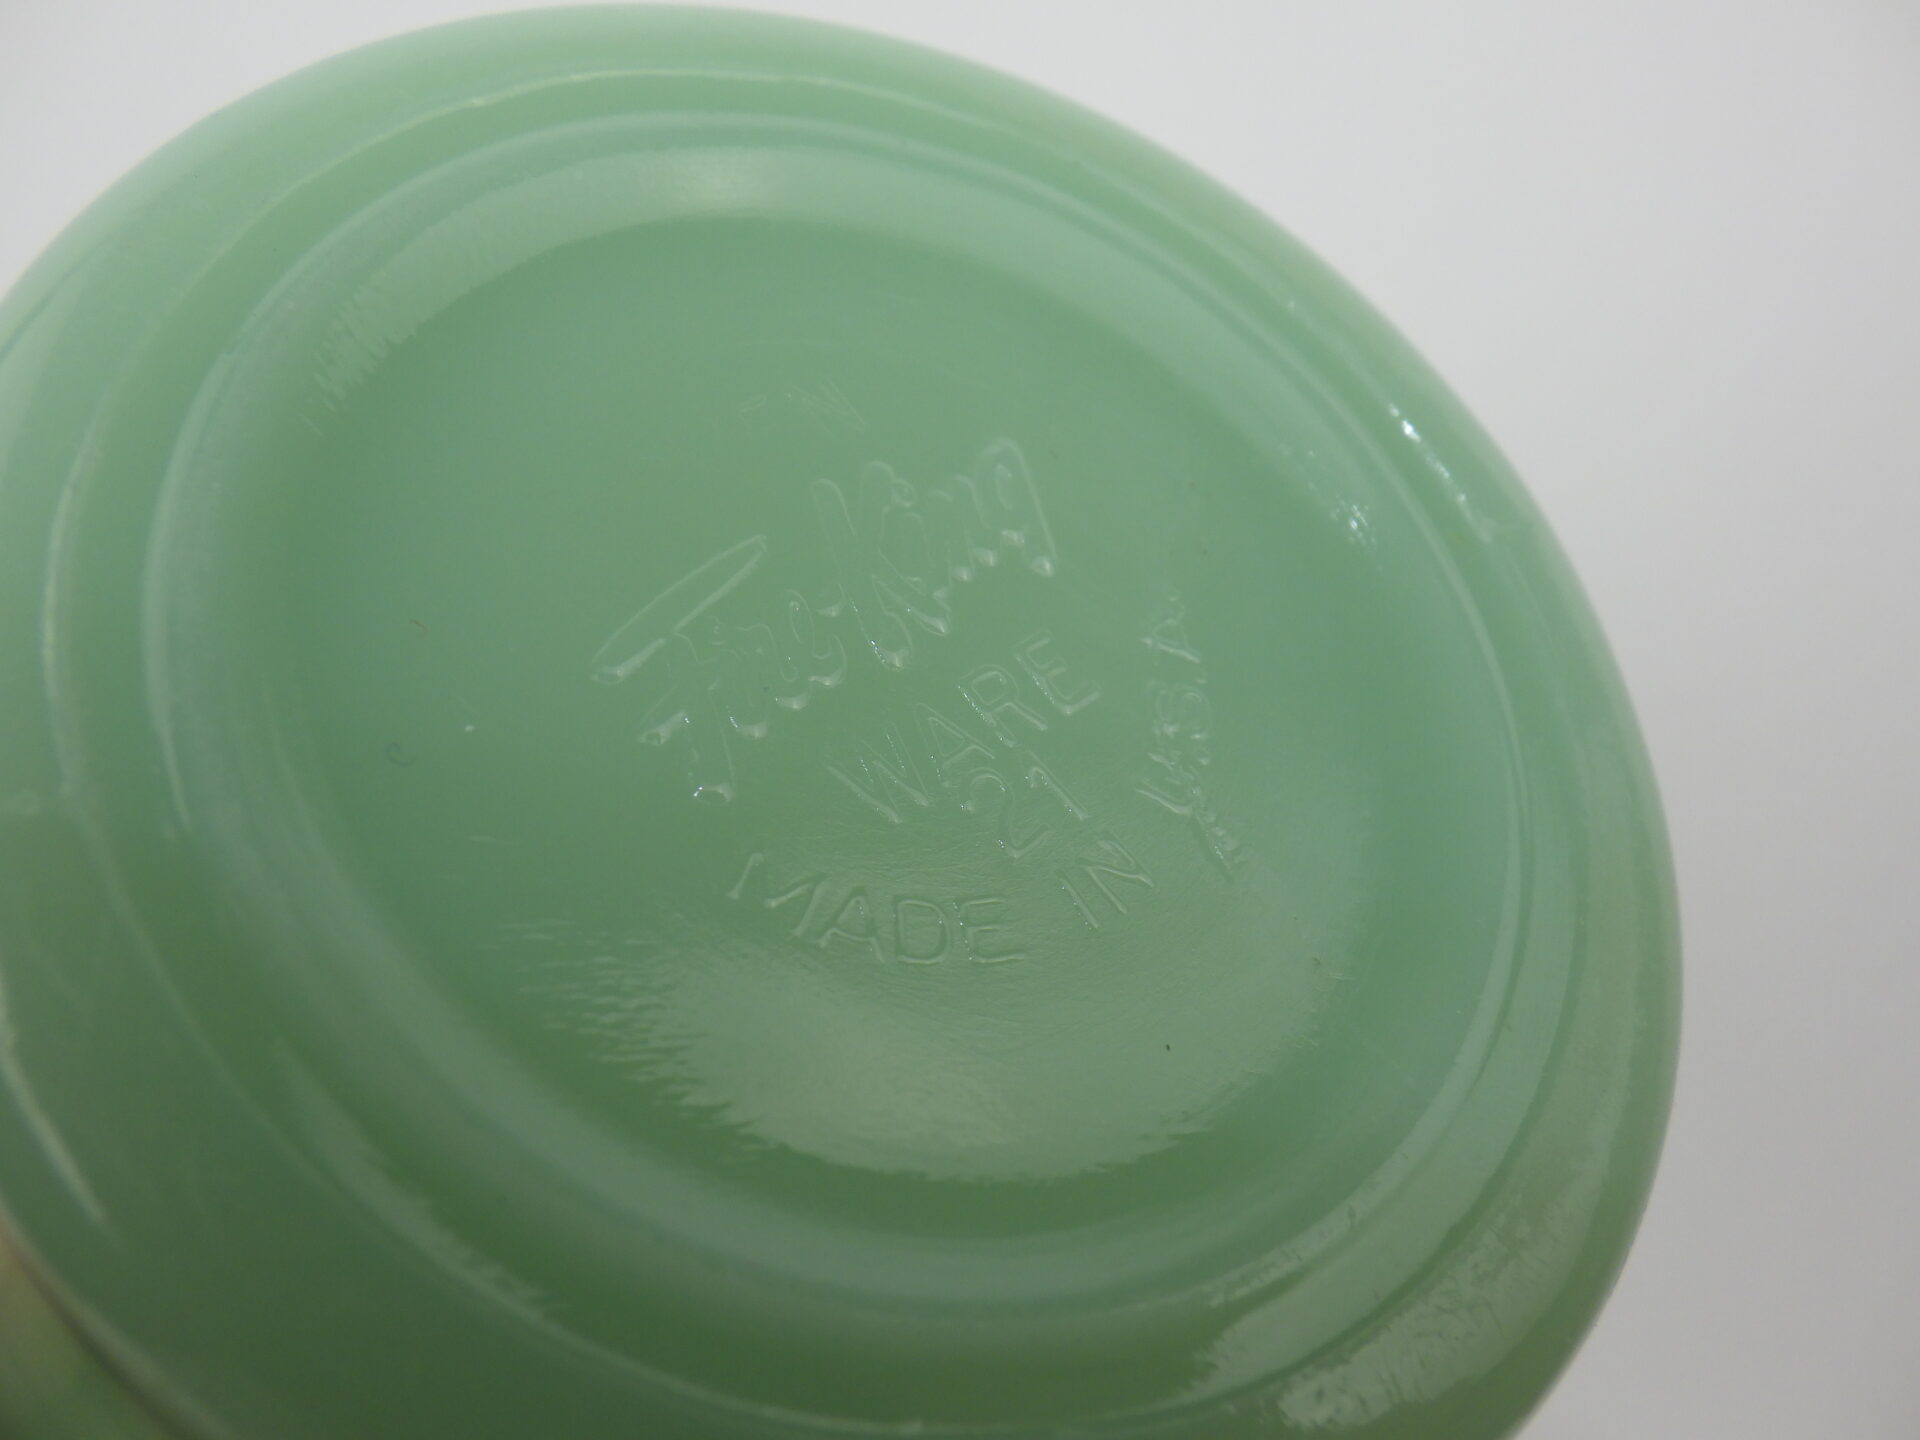 Fire-King
WARE
21
MADE IN U.S.A.